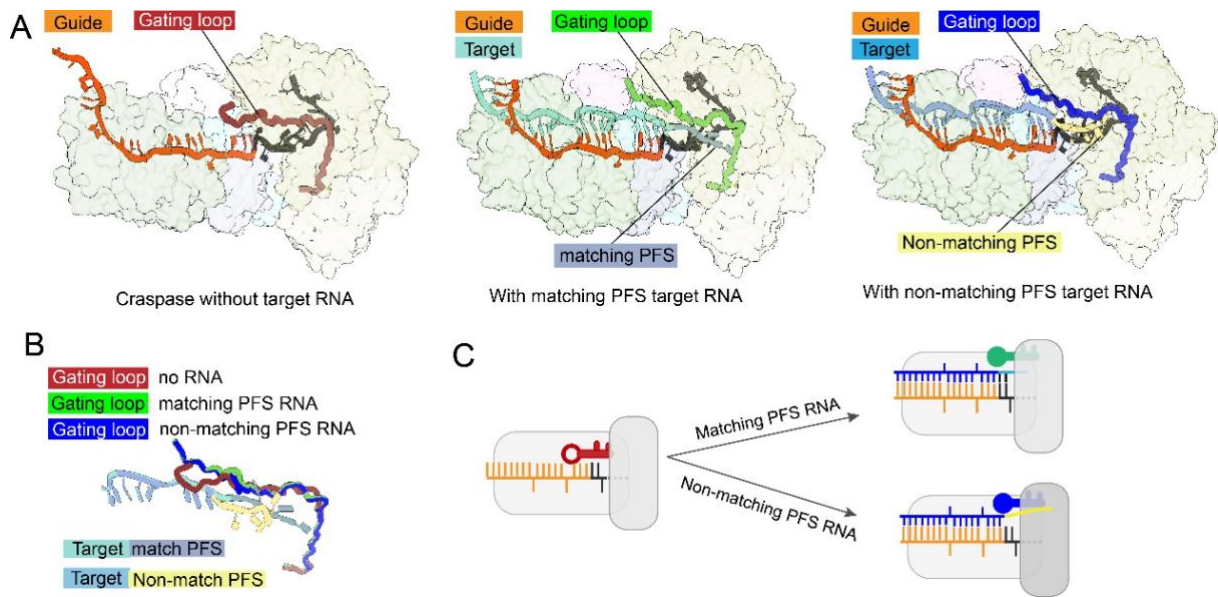 A
Guide
Gating loop
Craspase without target RNA
Guide
Target
Gating loop
matching PFS
With matching PFS target RNA
Guide
Target
Gating loop
Non-matching PFS
With non-matching PFS target RNA
B
Gating loop no RNA
Gating loop matching PFS RNA
Gating loop non-matching PFS RNA
Target match PFS
Target Non-match PFS
C
Matching PFS RNA
Non-matching PFS RNA